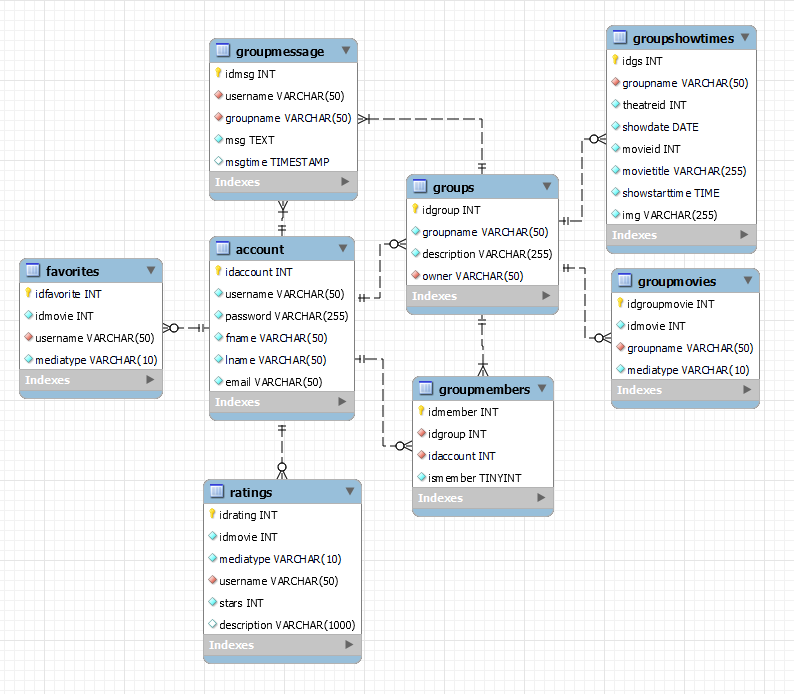 groupmessage
idmsg INT
username VARCHAR(50)
groupname VARCHAR(50)
msg TEXT
msgtime TIMESTAMP
Indexes
groupshowtimes
idgs INT
groupname VARCHAR(50)
theatreid INT
showdate DATE
movieid INT
movietitle VARCHAR(255)
showstarttime TIME
img VARCHAR(255)
Indexes
groups
idgroup INT
groupname VARCHAR(50)
description VARCHAR(255)
owner VARCHAR(50)
Indexes
account
idaccount INT
username VARCHAR(50)
password VARCHAR(255)
fname VARCHAR(50)
lname VARCHAR(50)
email VARCHAR(50)
Indexes
favorites
idfavorite INT
idmovie INT
username VARCHAR(50)
mediatype VARCHAR(10)
Indexes
groupmovies
idgroupmovie INT
idmovie INT
groupname VARCHAR(50)
mediatype VARCHAR(10)
Indexes
groupmembers
idmember INT
idgroup INT
idaccount INT
ismember TINYINT
Indexes
ratings
idrating INT
idmovie INT
mediatype VARCHAR(10)
username VARCHAR(50)
stars INT
description VARCHAR(1000)
Indexes